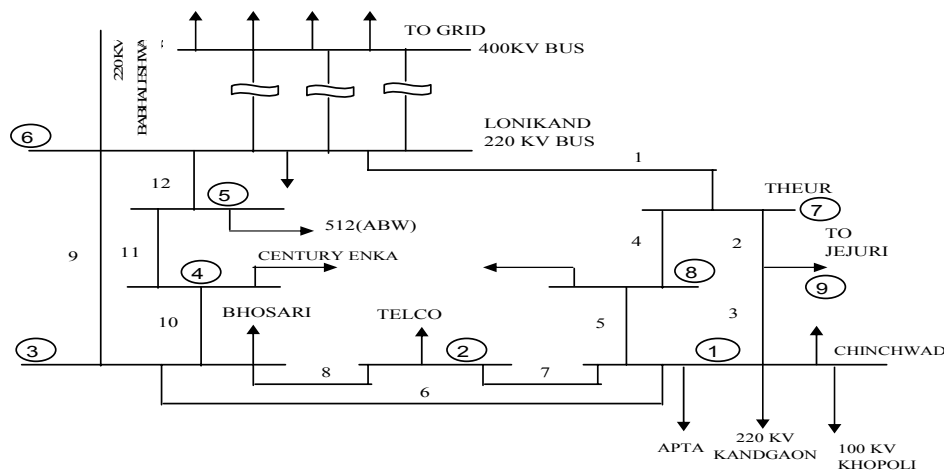 TO GRID
400KV BUS
220KV
BABHALESHWA
6
LONIKAND
220 KV BUS
1
12
5
THEUR
7
512(ABW)
4
2
TO
JEJURI
9
11
CENTURY ENKA
4
8
9
10
BHOSARI
TELCO
5
3
3
2
1
CHINCHWAD
8
7
6
APTA
220 KV
KANDGAON
100 KV
KHOPOLI